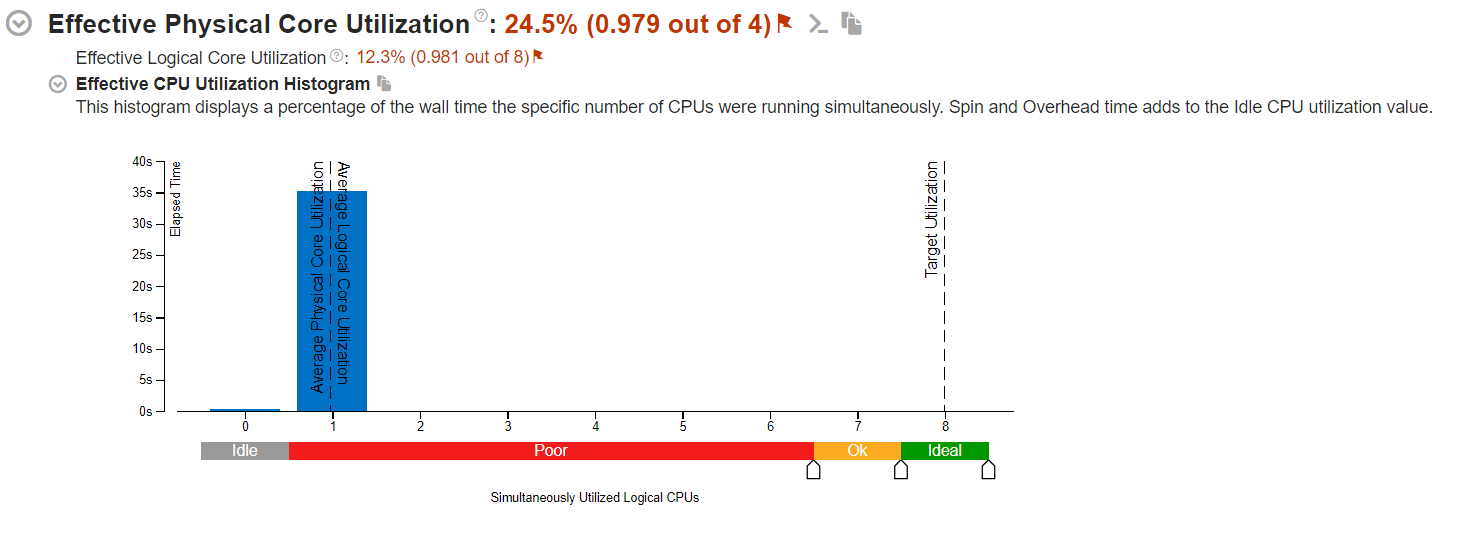 Effective Physical Core Utilization ?: 24.5% (0.979 out of 4)
Effective Logical Core Utilization ?: 12.3% (0.981 out of 8)
Effective CPU Utilization Histogram
This histogram displays a percentage of the wall time the specific number of CPUs were running simultaneously. Spin and Overhead time adds to the Idle CPU utilization value.
40s
35s
30s
25s
20s
15s
10s
5s
0s
Elapsed Time
Average Physical Core Utilization
Average Logical Core Utilization
Target Utilization
0 1 2 3 4 5 6 7 8
Idle Poor Ok Ideal
Simultaneously Utilized Logical CPUs